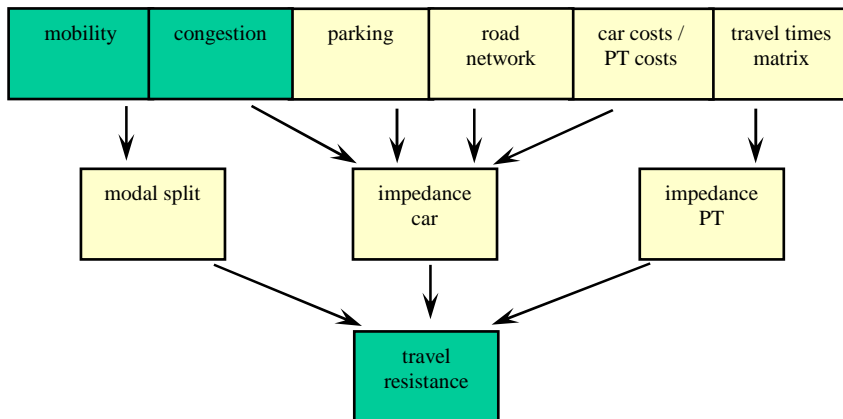 mobility
congestion
parking
road
network
car costs /
PT costs
travel times
matrix
modal split
impedance
car
impedance
PT
travel
resistance